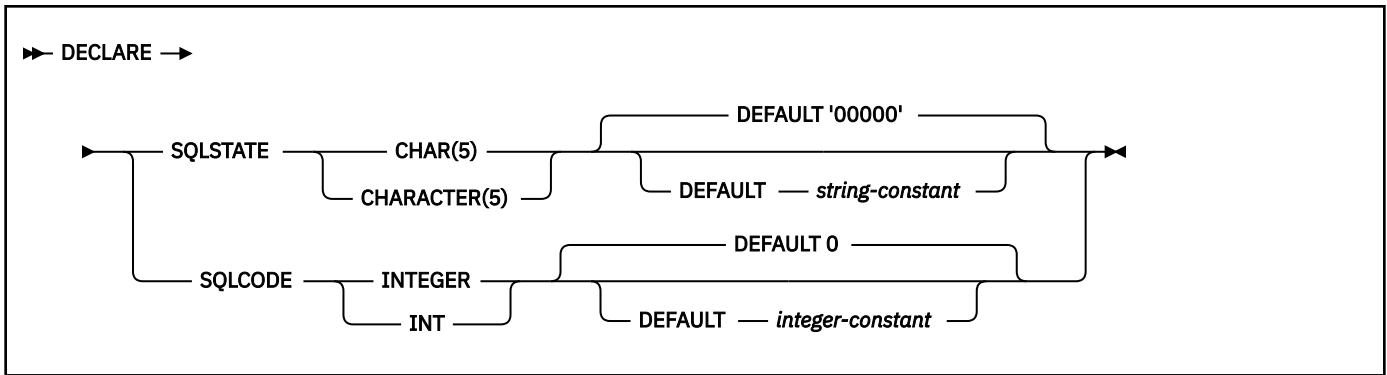 DECLARE
DEFAULT '00000'
SQLSTATE CHAR(5)
CHARACTER(5) DEFAULT string-constant
DEFAULT 0
SQLCODE INTEGER
INT DEFAULT integer-constant